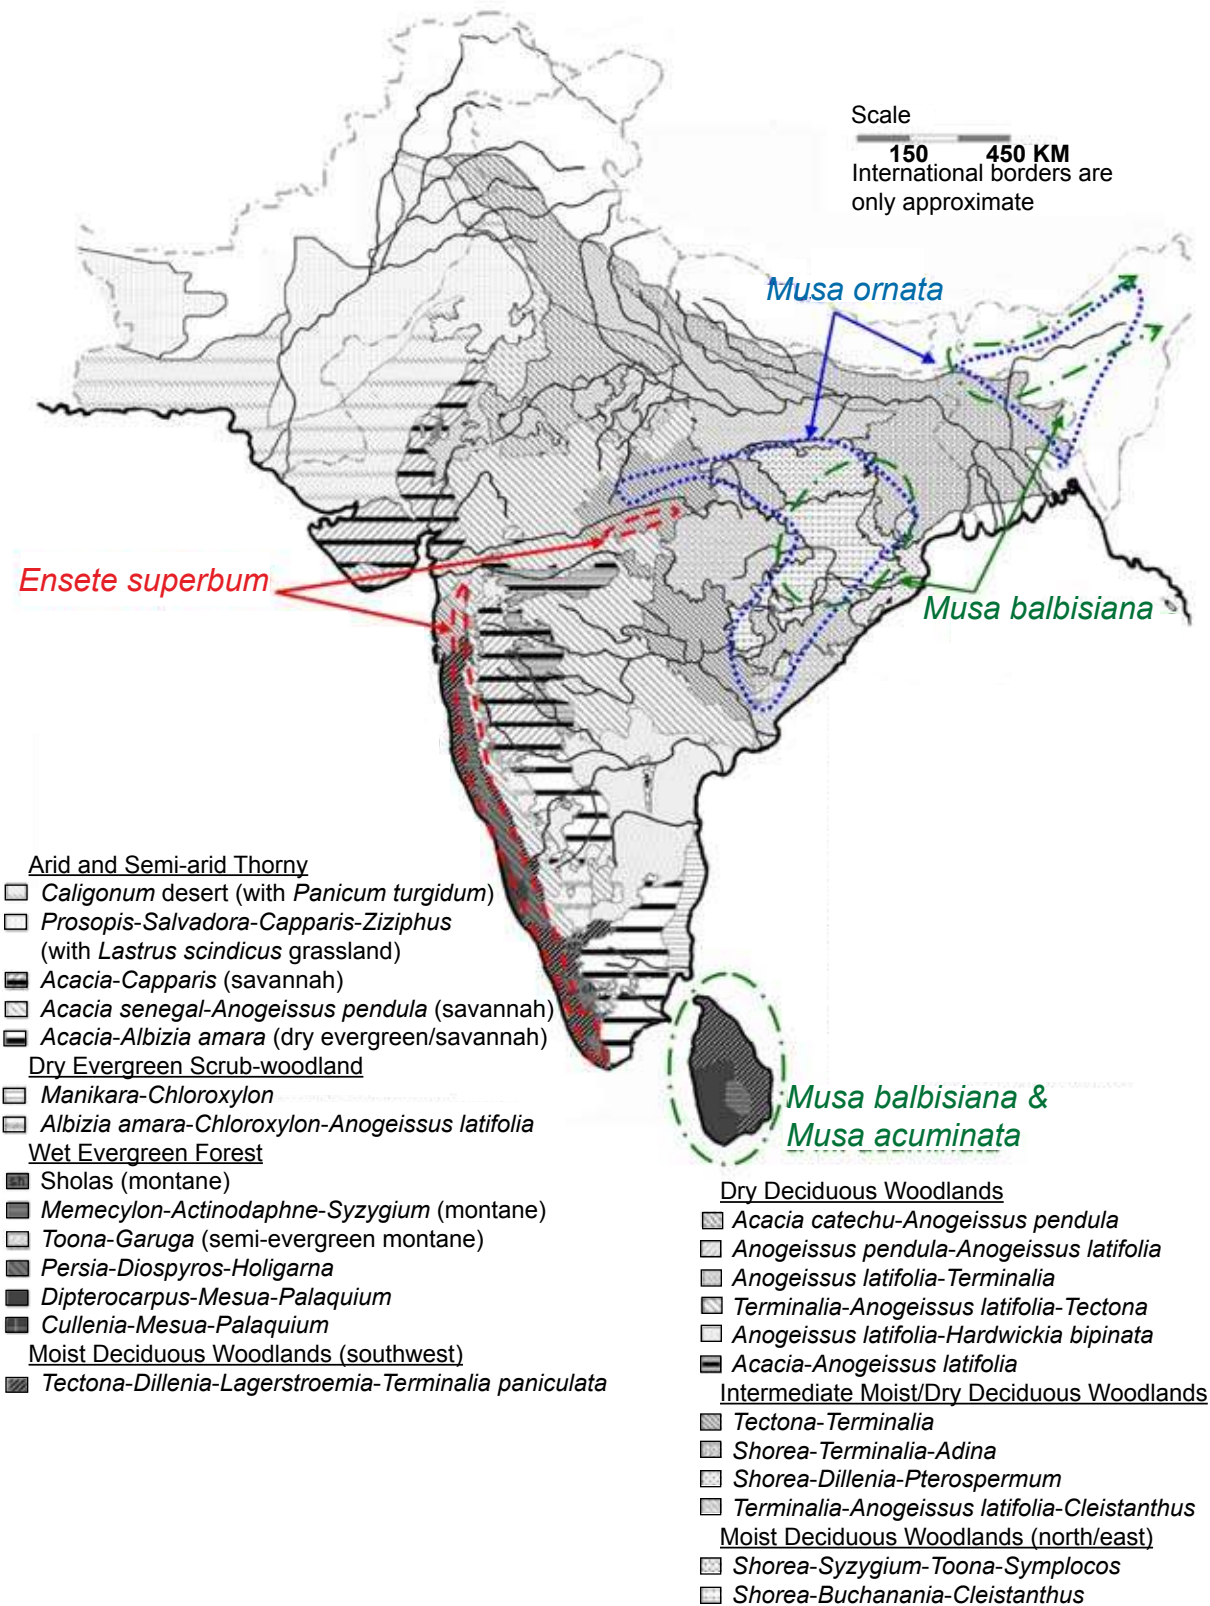 Scale
150 450 KM
International borders are
only approximate
Musa ornata
Ensete superbum
Musa balbisiana
Musa balbisiana &
Musa acuminata
Arid and Semi-arid Thorny
Caligonum desert (with Panicum turgidum)
Prosopis-Salvadora-Capparis-Ziziphus
(with Lastrus scindicus grassland)
Acacia-Capparis (savannah)
Acacia senegal-Anogeissus pendula (savannah)
Acacia-Albizia amara (dry evergreen/savannah)
Dry Evergreen Scrub-woodland
Manikara-Chloroxylon
Albizia amara-Chloroxylon-Anogeissus latifolia
Wet Evergreen Forest
sh Sholas (montane)
Memecylon-Actinodaphne-Syzygium (montane)
Toona-Garuga (semi-evergreen montane)
Persia-Diospyros-Holigarna
Dipterocarpus-Mesua-Palaquium
Cullenia-Mesua-Palaquium
Moist Deciduous Woodlands (southwest)
Tectona-Dillenia-Lagerstroemia-Terminalia paniculata
Dry Deciduous Woodlands
Acacia catechu-Anogeissus pendula
Anogeissus pendula-Anogeissus latifolia
Anogeissus latifolia-Terminalia
Terminalia-Anogeissus latifolia-Tectona
Anogeissus latifolia-Hardwickia bipinata
Acacia-Anogeissus latifolia
Intermediate Moist/Dry Deciduous Woodlands
Tectona-Terminalia
Shorea-Terminalia-Adina
Shorea-Dillenia-Pterospermum
Terminalia-Anogeissus latifolia-Cleistanthus
Moist Deciduous Woodlands (north/east)
Shorea-Syzygium-Toona-Symplocos
Shorea-Buchanania-Cleistanthus